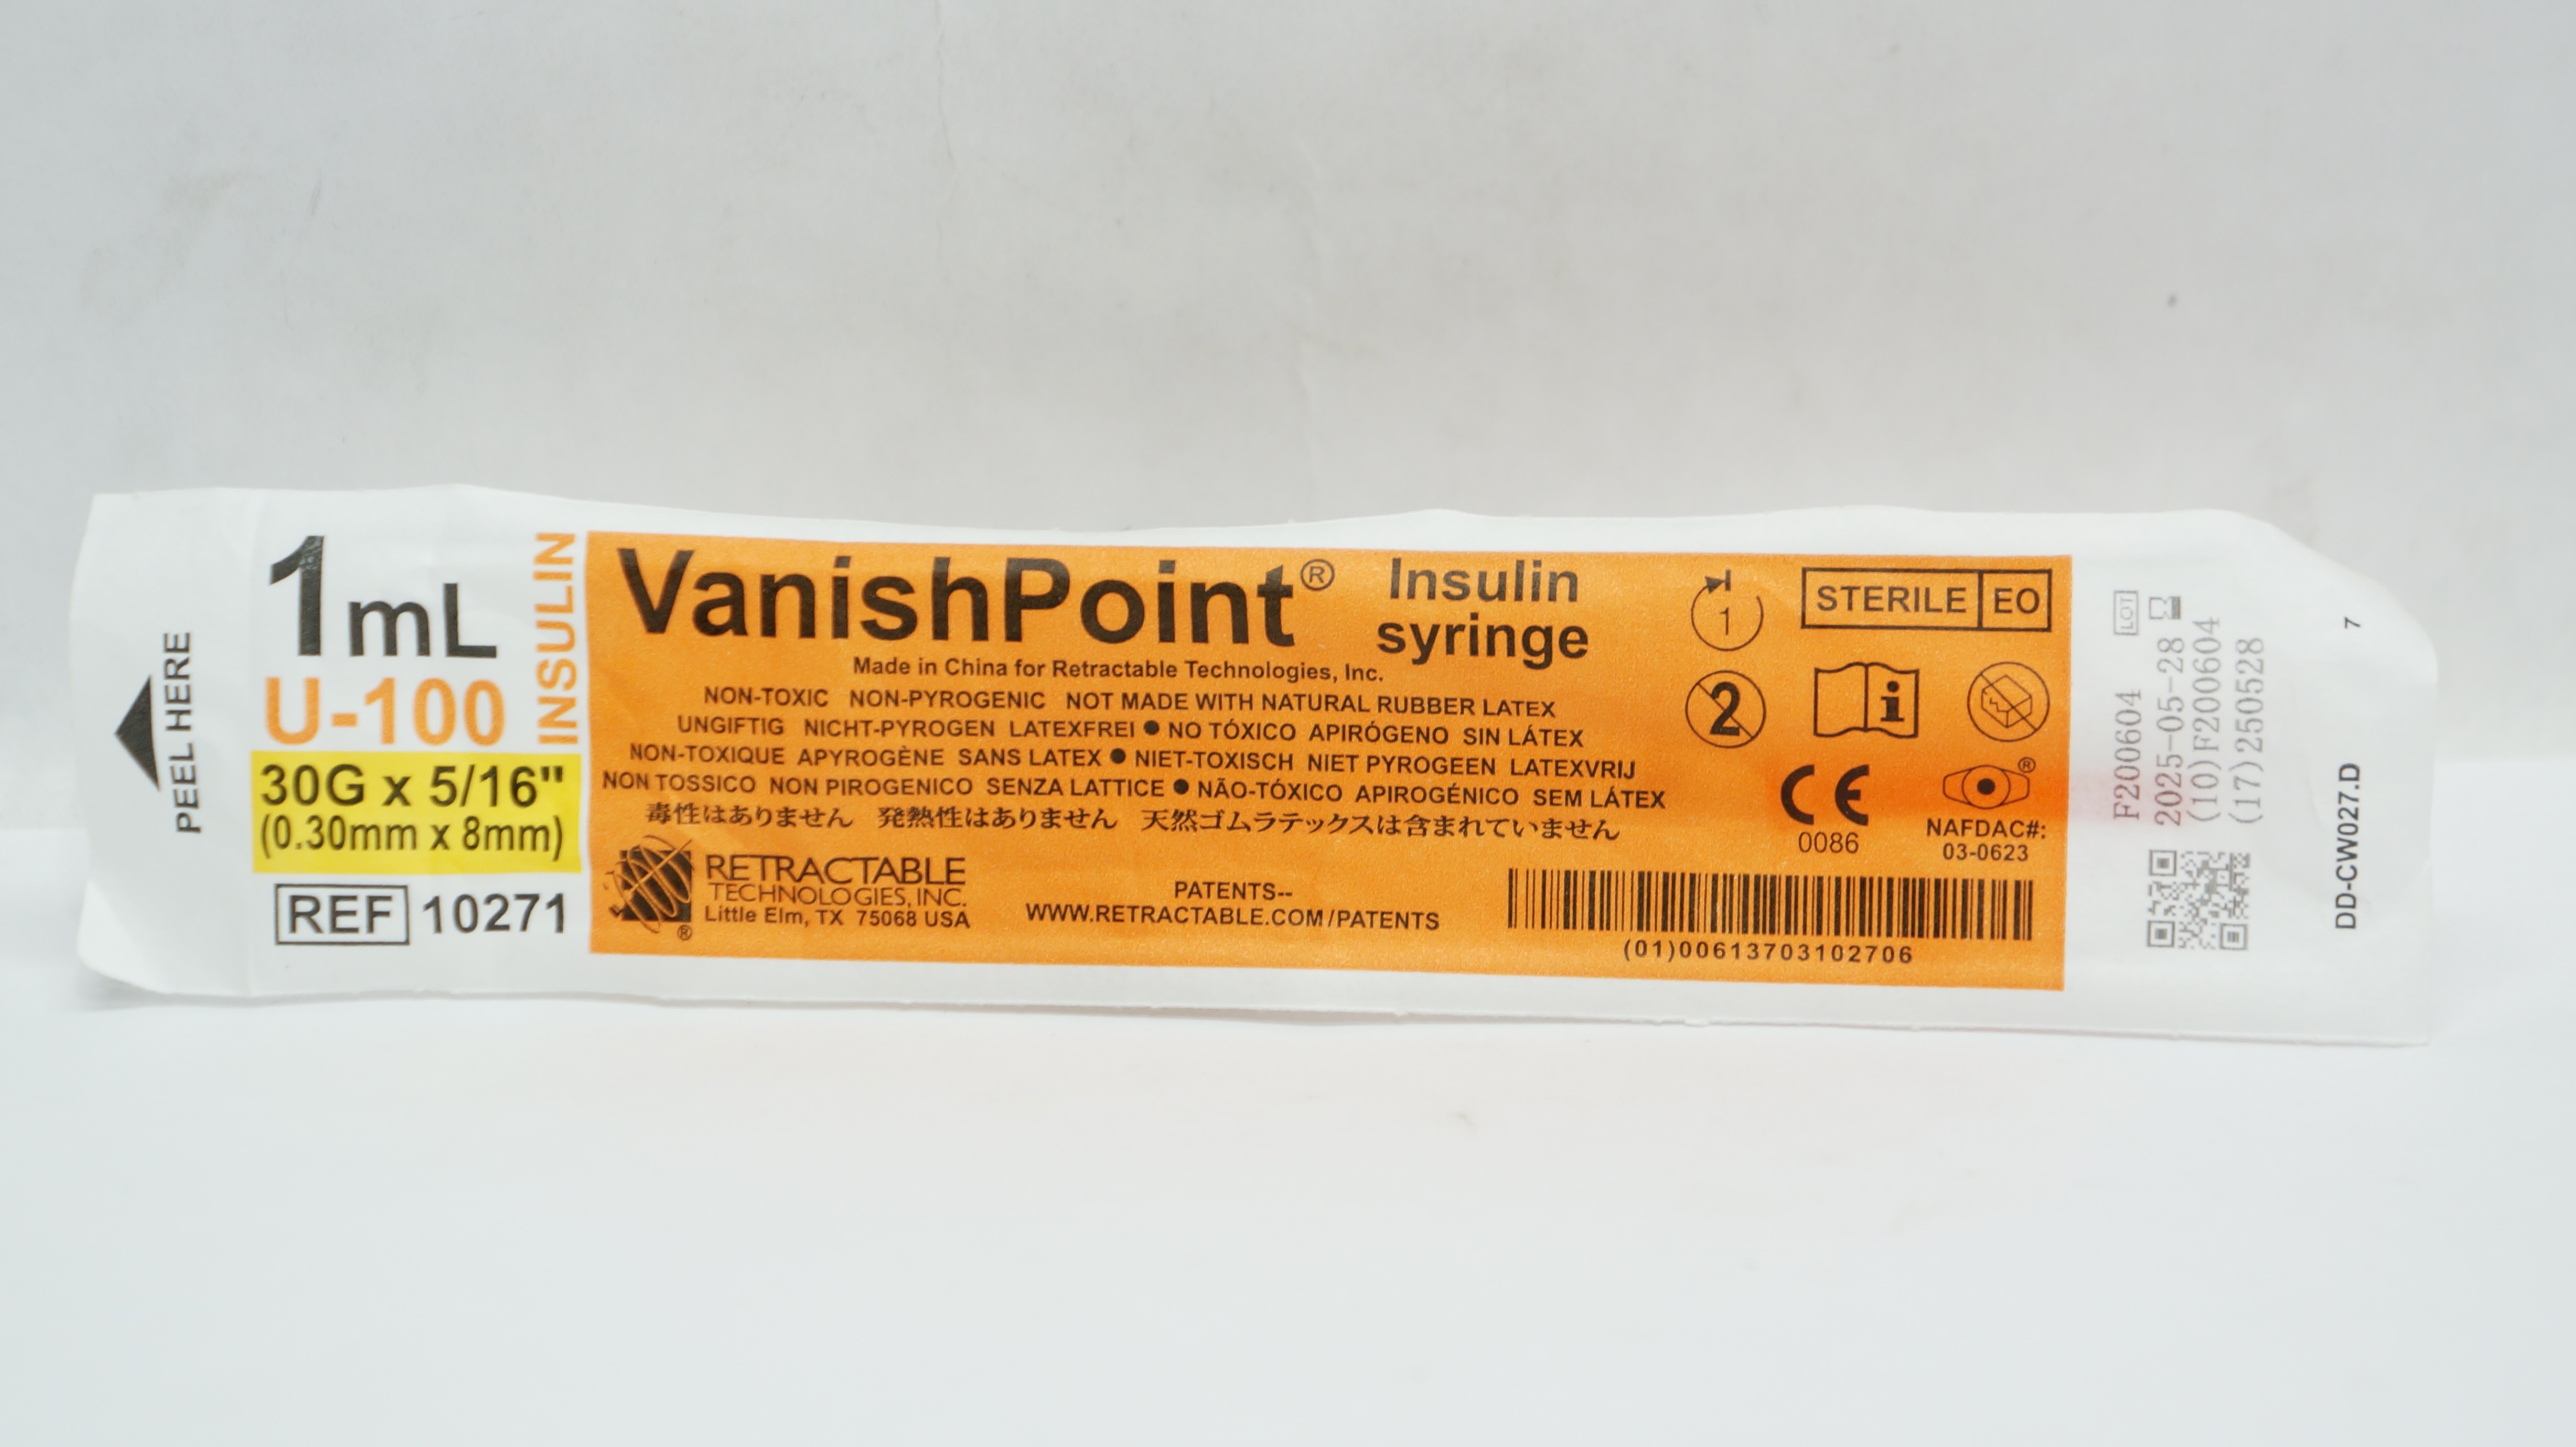 PEEL HERE
1mL
U-100
INSULIN
30G x 5/16"
(0.30mm x 8mm)
REF 10271
VanishPoint® Insulin syringe
Made in China for Retractable Technologies, Inc.
NON-TOXIC NON-PYROGENIC NOT MADE WITH NATURAL RUBBER LATEX
UNGIFTIG NICHT-PYROGEN LATEXFREI ● NO TÓXICO APIRÓGENO SIN LÁTEX
NON-TOXIQUE APYROGÈNE SANS LATEX ● NIET-TOXISCH NIET PYROGEEN LATEXVRIJ
NON TOSSICO NON PIROGENICO SENZA LATTICE ● NÃO-TÓXICO APIROGÉNICO SEM LÁTEX
毒性はありません 発熱性はありません 天然ゴムラテックスは含まれていません
RETRACTABLE
TECHNOLOGIES, INC.
Little Elm, TX 75068 USA
®
PATENTS--
WWW.RETRACTABLE.COM/PATENTS
1
STERILE EO
2
i
CE
0086
®
NAFDAC#:
03-0623
(01)00613703102706
F200604 LOT
2025-05-28
(10)F200604
(17)250528
DD-CW027.D
7